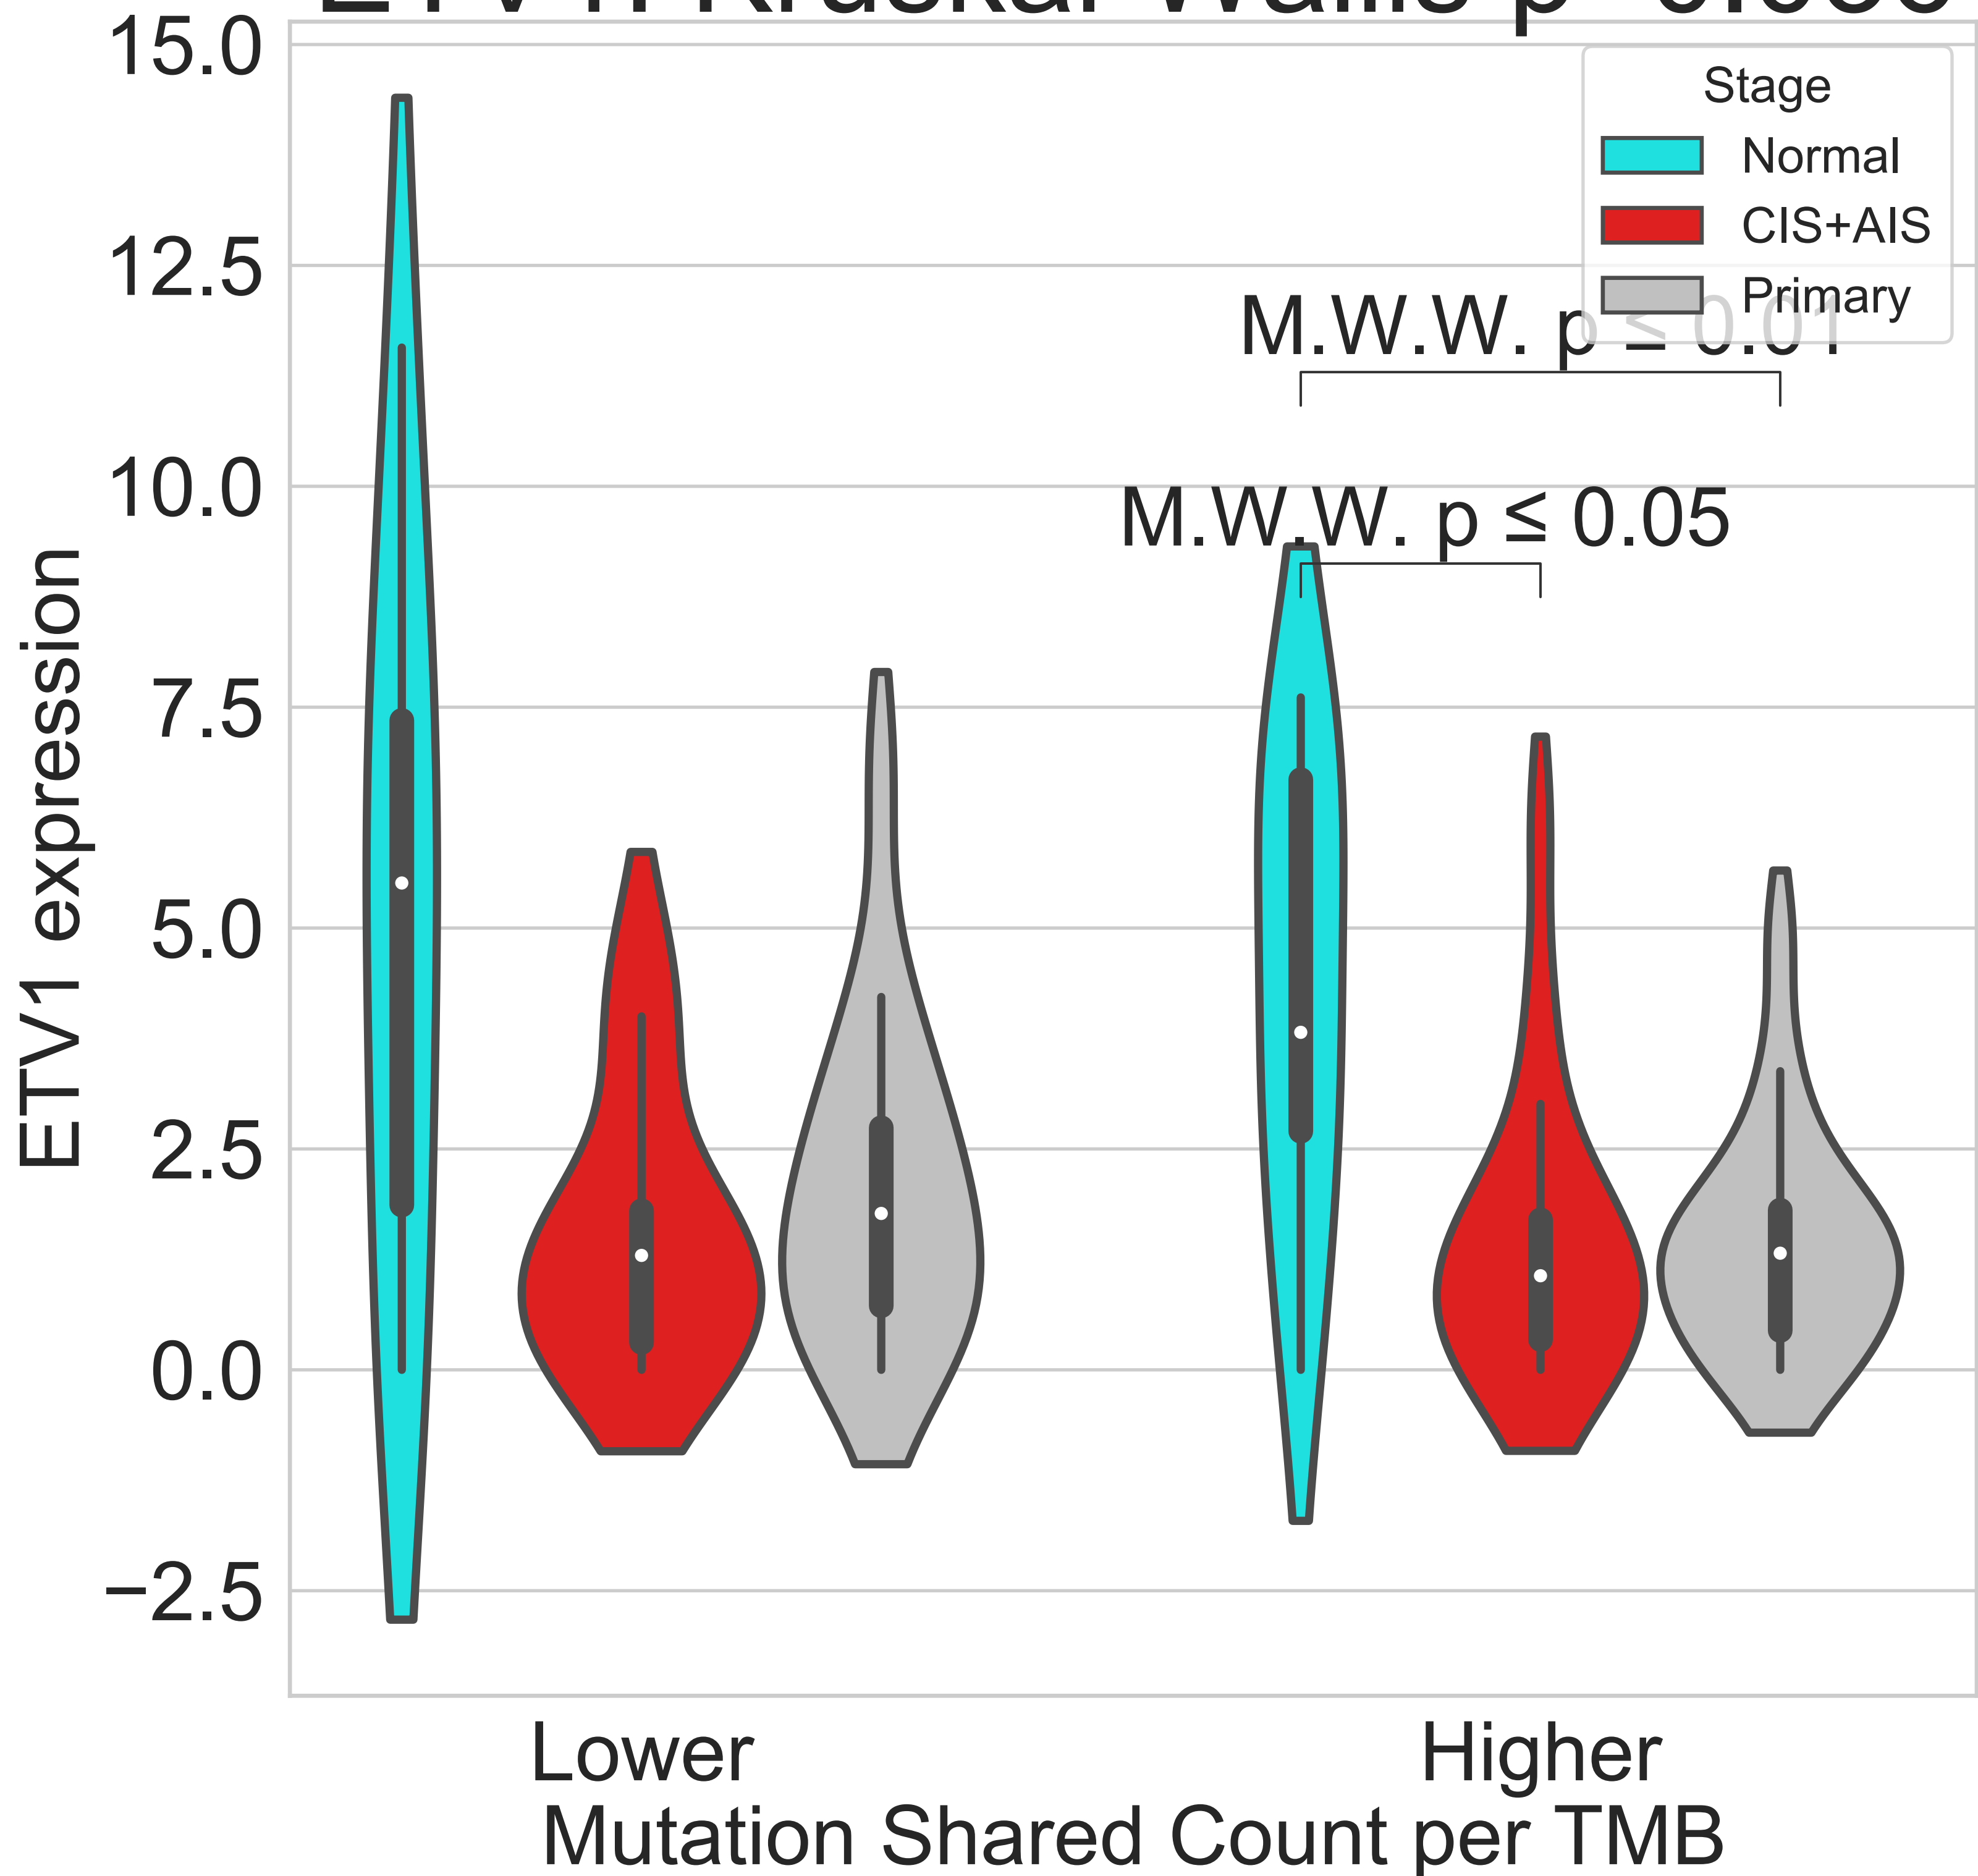 15.0
12.5
10.0
7.5
5.0
2.5
0.0
−2.5
ETV1 expression
Stage
Normal
CIS+AIS
Primary
M.W.W. p ≤ 0.01
M.W.W. p ≤ 0.05
Lower
Higher
Mutation Shared Count per TMB